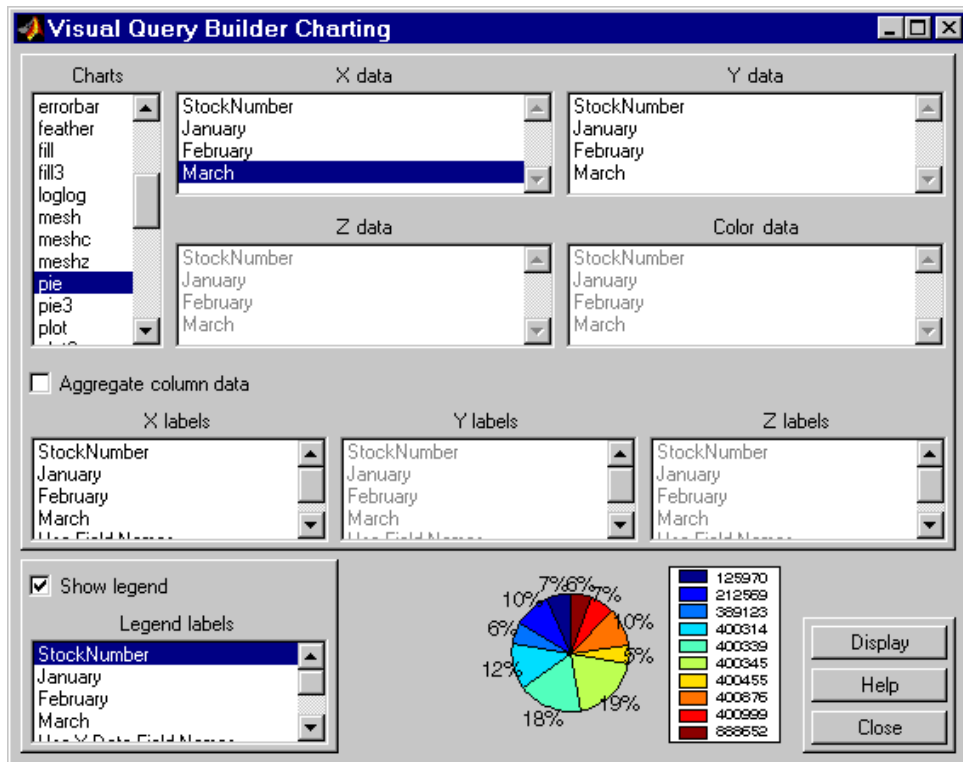 Visual Query Builder Charting
Charts
X data
Y data
errorbar
feather
fill
fill3
loglog
mesh
meshc
meshz
pie
pie3
plot
StockNumber
January
February
March
StockNumber
January
February
March
Z data
Color data
StockNumber
January
February
March
StockNumber
January
February
March
Aggregate column data
X labels
Y labels
Z labels
StockNumber
January
February
March
StockNumber
January
February
March
StockNumber
January
February
March
Show legend
Legend labels
StockNumber
January
February
March
7%
6%
7%
10%
10%
6%
5%
12%
19%
18%
125970
212569
389123
400314
400339
400345
400455
400876
400999
888652
Display
Help
Close